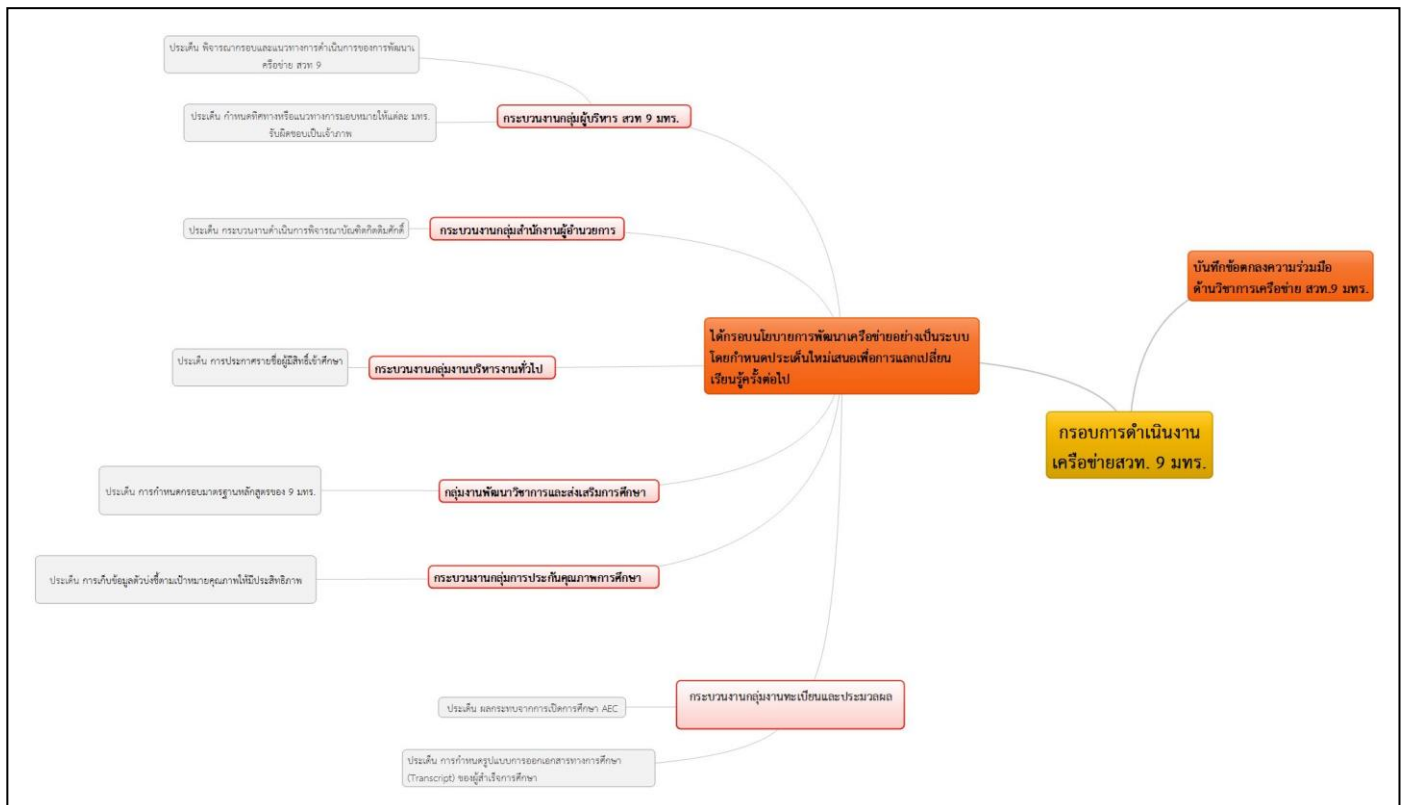 ประเด็น พิจารณากรอบและแนวทางการดำเนินการของการพัฒนาเ
ครือข่าย สวท 9
ประเด็น กำหนดทิศทางหรือแนวทางการมอบหมายให้แต่ละ มทร.
รับผิดชอบเป็นเจ้าภาพ
กระบวนงานกลุ่มผู้บริหาร สวท 9 มทร.
ประเด็น กระบวนงานดำเนินการพิจารณาบัณฑิตกิตติมศักดิ์
กระบวนงานกลุ่มสำนักงานผู้อำนวยการ
บันทึกข้อตกลงความร่วมมือ
ด้านวิชาการเครือข่าย สวท.9 มทร.
ได้กรอบนโยบายการพัฒนาเครือข่ายอย่างเป็นระบบ
โดยกำหนดประเด็นใหม่เสนอเพื่อการแลกเปลี่ยน
เรียนรู้ครั้งต่อไป
ประเด็น การประกาศรายชื่อผู้มีสิทธิ์เข้าศึกษา
กระบวนงานกลุ่มงานบริหารงานทั่วไป
กรอบการดำเนินงาน
เครือข่ายสวท. 9 มทร.
ประเด็น การกำหนดกรอบมาตรฐานหลักสูตรของ 9 มทร.
กลุ่มงานพัฒนาวิชาการและส่งเสริมการศึกษา
ประเด็น การเก็บข้อมูลตัวบ่งชี้ตามเป้าหมายคุณภาพให้มีประสิทธิภาพ
กระบวนงานกลุ่มการประกันคุณภาพการศึกษา
กระบวนงานกลุ่มงานทะเบียนและประมวลผล
ประเด็น ผลกระทบจากการเปิดการศึกษา AEC
ประเด็น การกำหนดรูปแบบการออกเอกสารทางการศึกษา
(Transcript) ของผู้สำเร็จการศึกษา